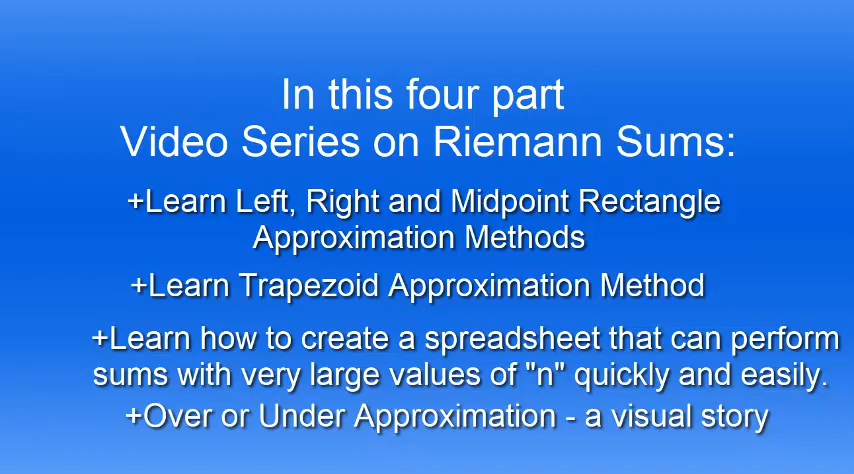 In this four part
Video Series on Riemann Sums:
+Learn Left, Right and Midpoint Rectangle
Approximation Methods
+Learn Trapezoid Approximation Method
+Learn how to create a spreadsheet that can perform
sums with very large values of "n" quickly and easily.
+Over or Under Approximation - a visual story